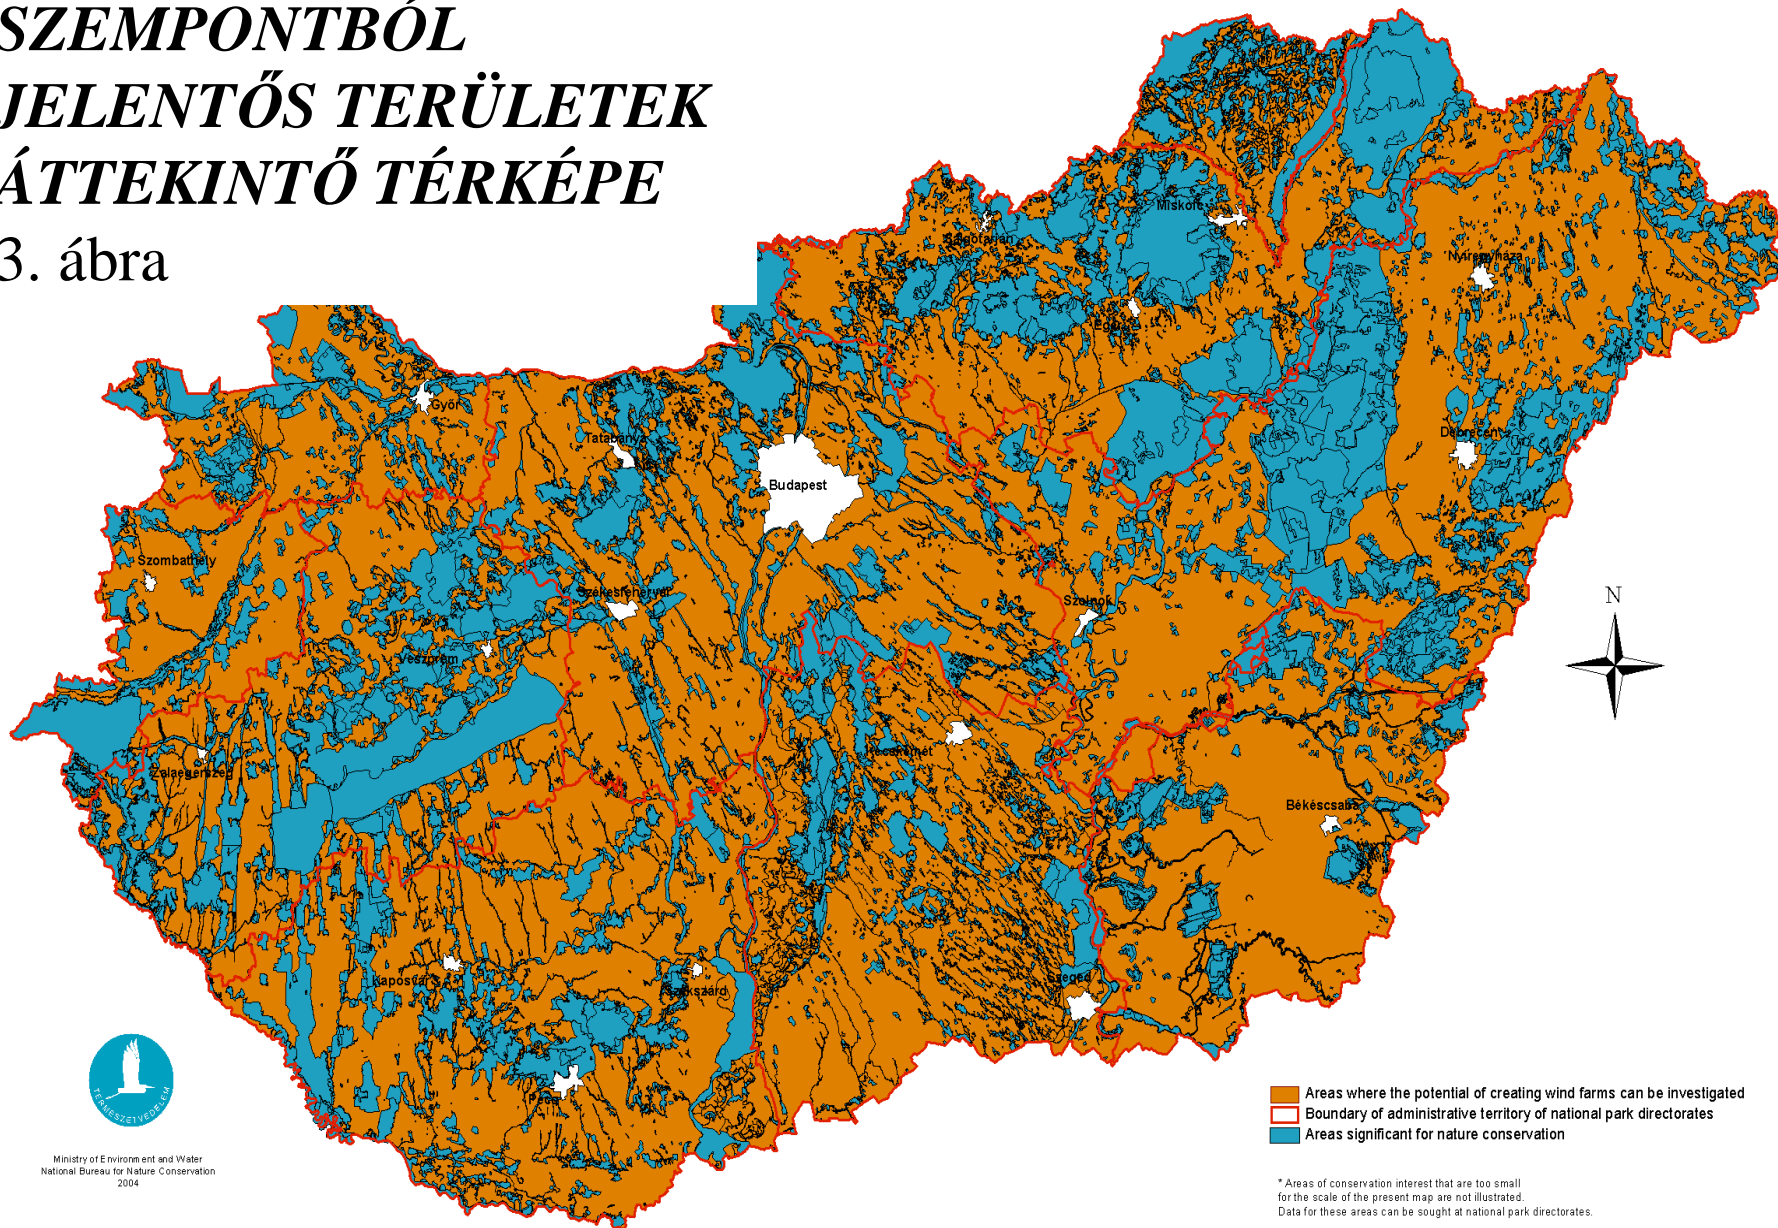 SZEMPONTBÓL
JELENTŐS TERÜLETEK
ÁTTEKINTŐ TÉRKÉPE
3. ábra
Miskolc
Salgótarján
Nyíregyháza
Eger
Győr
Tatabánya
Debrecen
Budapest
Szombathely
Székesfehérvár
Szolnok
N
Veszprém
Kecskemét
Zalaegerszeg
Békéscsaba
Kaposvár
Szekszárd
Szeged
Pécs
TERMÉSZETVÉDELEM
Ministry of Environment and Water
National Bureau for Nature Conservation
2004
Areas where the potential of creating wind farms can be investigated
Boundary of administrative territory of national park directorates
Areas significant for nature conservation
* Areas of conservation interest that are too small
for the scale of the present map are not illustrated.
Data for these areas can be sought at national park directorates.